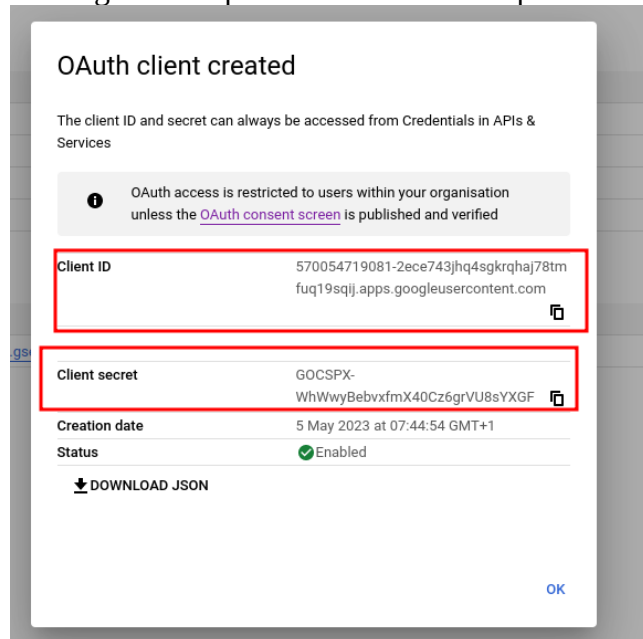 OAuth client created
The client ID and secret can always be accessed from Credentials in APIs &
Services
OAuth access is restricted to users within your organisation
unless the OAuth consent screen is published and verified
Client ID 570054719081-2ece743jhq4sgkrqhaj78tm
fuq19sqij.apps.googleusercontent.com
Client secret GOCSPX-
WhWwyBebvxfmX40Cz6grVU8sYXGF
Creation date 5 May 2023 at 07:44:54 GMT+1
Status Enabled
DOWNLOAD JSON
OK